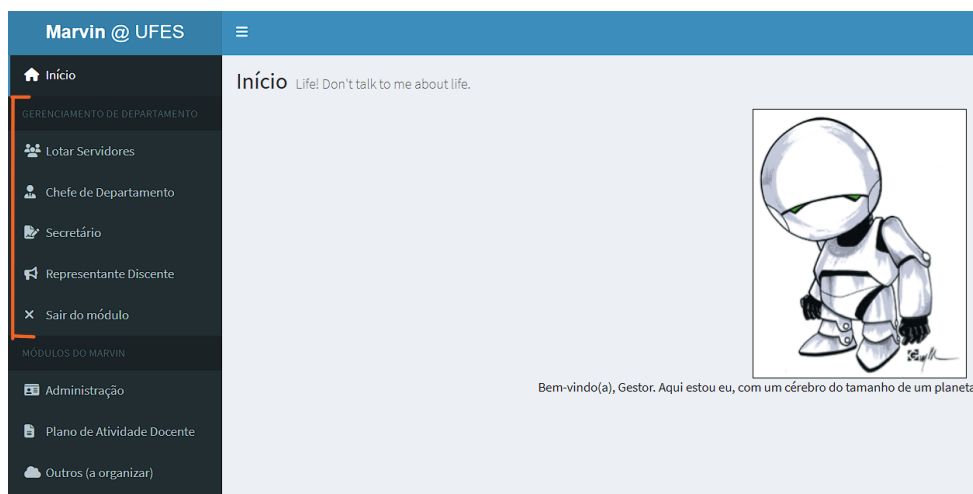 Marvin @ UFES
Início
Início Life! Don't talk to me about life.
GERENCIAMENTO DE DEPARTAMENTO
Lotar Servidores
Chefe de Departamento
Secretário
Representante Discente
Sair do módulo
MÓDULOS DO MARVIN
Administração
Plano de Atividade Docente
Outros (a organizar)
Bem-vindo(a), Gestor. Aqui estou eu, com um cérebro do tamanho de um planeta